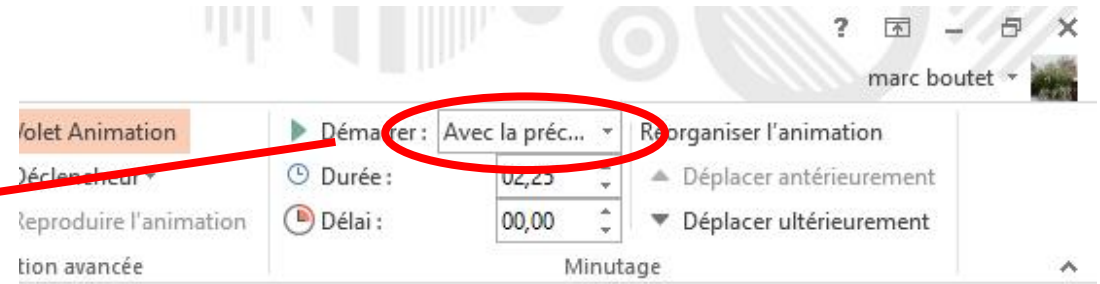 ?
marc boutet
Volet Animation
Démarrer : Avec la préc... Réorganiser l'animation
Déclencheur
Durée : 02,25
Déplacer antérieurement
Reproduire l'animation
Délai : 00,00
Déplacer ultérieurement
tion avancée
Minutage